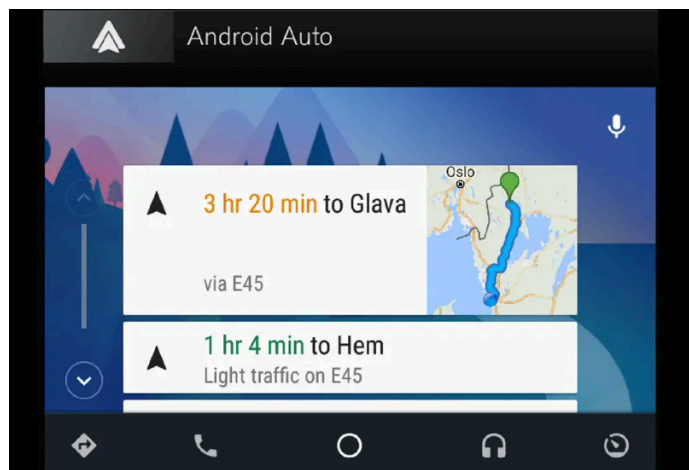 Android Auto
3 hr 20 min to Glava
via E45
Oslo
1 hr 4 min to Hem
Light traffic on E45